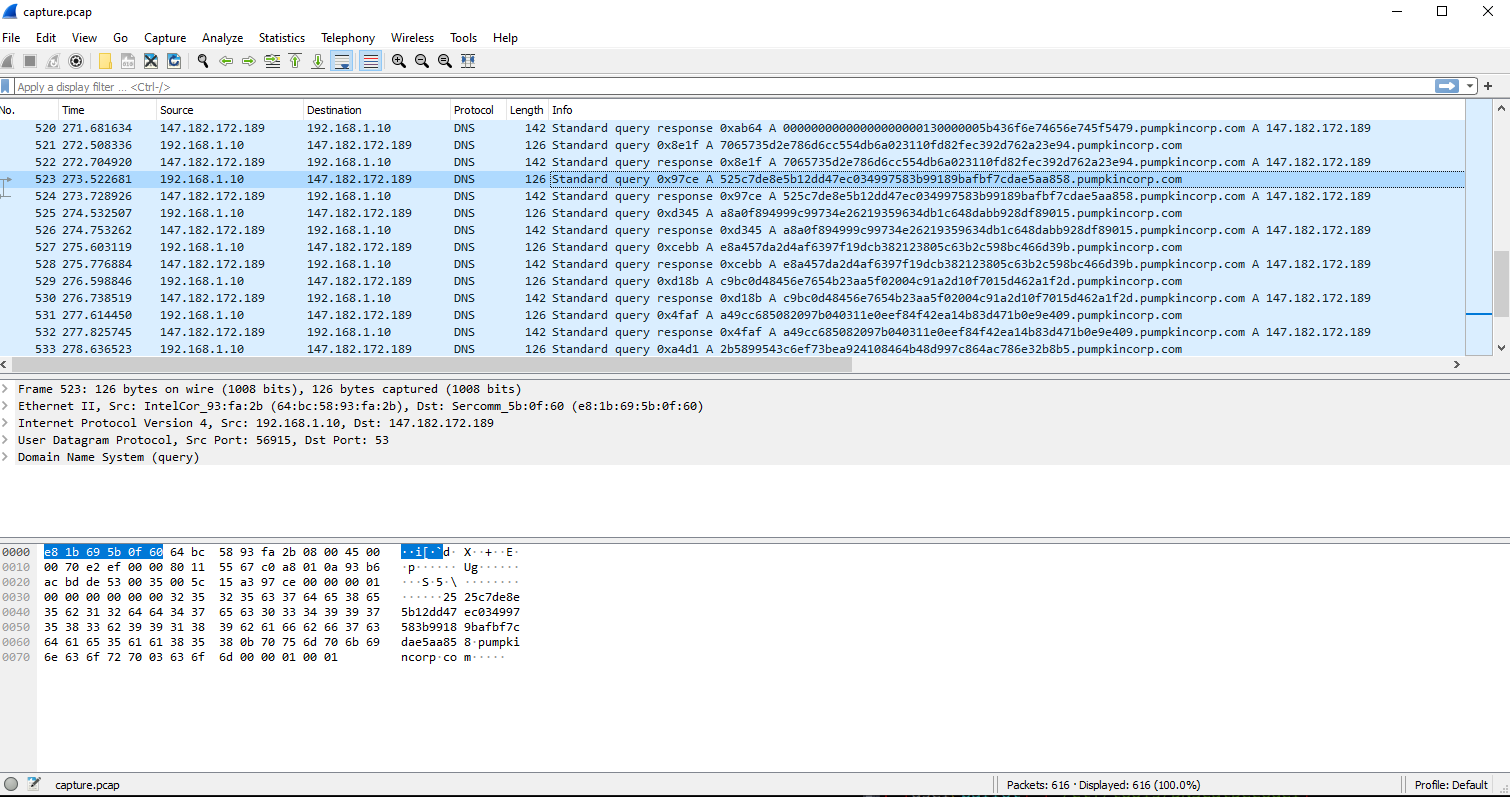 capture.pcap
File Edit View Go Capture Analyze Statistics Telephony Wireless Tools Help
Apply a display filter ... <Ctrl-/>
No. Time Source Destination Protocol Length Info
520 271.681634 147.182.172.189 192.168.1.10 DNS 142 Standard query response 0xab64 A 00000000000000000000130000005b436f6e74656e745f5479.pumpkincorp.com A 147.182.172.189
521 272.508336 192.168.1.10 147.182.172.189 DNS 126 Standard query 0x8e1f A 7065735d2e786d6cc554db6a023110fd82fec392d762a23e94.pumpkincorp.com
522 272.704920 147.182.172.189 192.168.1.10 DNS 142 Standard query response 0x8e1f A 7065735d2e786d6cc554db6a023110fd82fec392d762a23e94.pumpkincorp.com A 147.182.172.189
523 273.522681 192.168.1.10 147.182.172.189 DNS 126 Standard query 0x97ce A 525c7de8e5b12dd47ec034997583b99189bafbf7cdae5aa858.pumpkincorp.com
524 273.728926 147.182.172.189 192.168.1.10 DNS 142 Standard query response 0x97ce A 525c7de8e5b12dd47ec034997583b99189bafbf7cdae5aa858.pumpkincorp.com A 147.182.172.189
525 274.532507 192.168.1.10 147.182.172.189 DNS 126 Standard query 0xd345 A a8a0f894999c99734e26219359634db1c648dabb928df89015.pumpkincorp.com
526 274.753262 147.182.172.189 192.168.1.10 DNS 142 Standard query response 0xd345 A a8a0f894999c99734e26219359634db1c648dabb928df89015.pumpkincorp.com A 147.182.172.189
527 275.603119 192.168.1.10 147.182.172.189 DNS 126 Standard query 0xcebb A e8a457da2d4af6397f19dcb382123805c63b2c598bc466d39b.pumpkincorp.com
528 275.776884 147.182.172.189 192.168.1.10 DNS 142 Standard query response 0xcebb A e8a457da2d4af6397f19dcb382123805c63b2c598bc466d39b.pumpkincorp.com A 147.182.172.189
529 276.598846 192.168.1.10 147.182.172.189 DNS 126 Standard query 0xd18b A c9bc0d48456e7654b23aa5f02004c91a2d10f7015d462a1f2d.pumpkincorp.com
530 276.738519 147.182.172.189 192.168.1.10 DNS 142 Standard query response 0xd18b A c9bc0d48456e7654b23aa5f02004c91a2d10f7015d462a1f2d.pumpkincorp.com A 147.182.172.189
531 277.614450 192.168.1.10 147.182.172.189 DNS 126 Standard query 0x4faf A a49cc685082097b040311e0eef84f42ea14b83d471b0e9e409.pumpkincorp.com
532 277.825745 147.182.172.189 192.168.1.10 DNS 142 Standard query response 0x4faf A a49cc685082097b040311e0eef84f42ea14b83d471b0e9e409.pumpkincorp.com A 147.182.172.189
533 278.636523 192.168.1.10 147.182.172.189 DNS 126 Standard query 0xa4d1 A 2b5899543c6ef73bea924108464b48d997c864ac786e32b8b5.pumpkincorp.com
Frame 523: 126 bytes on wire (1008 bits), 126 bytes captured (1008 bits)
Ethernet II, Src: IntelCor_93:fa:2b (64:bc:58:93:fa:2b), Dst: Sercomm_5b:0f:60 (e8:1b:69:5b:0f:60)
Internet Protocol Version 4, Src: 192.168.1.10, Dst: 147.182.172.189
User Datagram Protocol, Src Port: 56915, Dst Port: 53
Domain Name System (query)
0000 e8 1b 69 5b 0f 60 64 bc 58 93 fa 2b 08 00 45 00 ··i[·`d· X··+··E·
0010 00 70 e2 ef 00 00 80 11 55 67 c0 a8 01 0a 93 b6 ·p······ Ug······
0020 ac bd de 53 00 35 00 5c 15 a3 97 ce 00 00 00 01 ···S·5·\ ········
0030 00 00 00 00 00 00 32 35 32 35 63 37 64 65 38 65 ······25 25c7de8e
0040 35 62 31 32 64 64 34 37 65 63 30 33 34 39 39 37 5b12dd47 ec034997
0050 35 38 33 62 39 39 31 38 39 62 61 66 62 66 37 63 583b9918 9bafbf7c
0060 64 61 65 35 61 61 38 35 38 0b 70 75 6d 70 6b 69 dae5aa85 8·pumpki
0070 6e 63 6f 72 70 03 63 6f 6d 00 00 01 00 01 ncorp·co m·····
capture.pcap Packets: 616 · Displayed: 616 (100.0%) Profile: Default